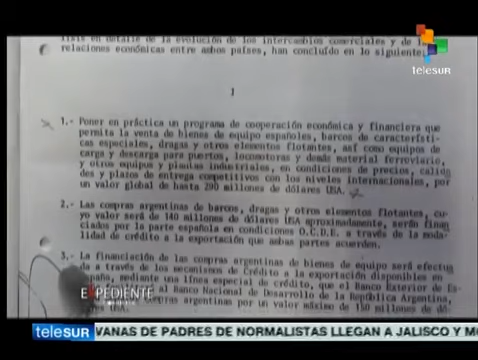 lisis en detalle de la evolución de los intercambios comerciales y de la
relaciones económicas entre ambos países, han concluido en lo siguiente:
teleSUR
I
1.- Poner en práctica un programa de cooperación económica y financiera que
permita la venta de bienes de equipo españoles, barcos de característi-
cas especiales, dragas y otros elementos flotantes, así como equipos de
carga y descarga para puertos, locomotoras y demás material ferroviario,
y otros equipos y plantas industriales, en condiciones de precios, calida
des y plazos de entrega competitivos con los niveles internacionales, por
un valor global de hasta 290 millones de dólares USA.
2.- Las compras argentinas de barcos, dragas y otros elementos flotantes, cu-
yo valor será de 140 millones de dólares USA aproximadamente, serán finan
ciados por la parte española en condiciones O.C.D.E. a través de la moda-
lidad de crédito a la exportación que ambas partes acuerden.
3.- La financiación de las compras argentinas de bienes de equipo será efectua
da a través de los mecanismos de Crédito a la exportación disponibles en
España, mediante una línea especial de crédito, que el Banco Exterior de Es-
al Banco Nacional de Desarrollo de la República Argentina,
compras argentinas por un valor máximo de 150 millones de dó-
USA.
EXPEDIENTE
teleSUR VANAS DE PADRES DE NORMALISTAS LLEGAN A JALISCO Y MO